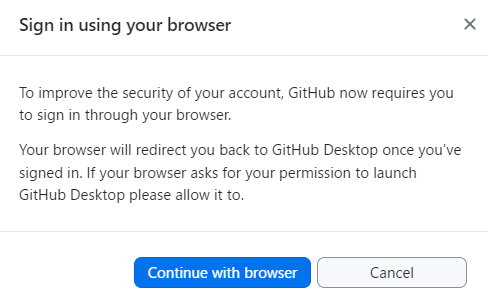 Sign in using your browser
To improve the security of your account, GitHub now requires you
to sign in through your browser.
Your browser will redirect you back to GitHub Desktop once you've
signed in. If your browser asks for your permission to launch
GitHub Desktop please allow it to.
Continue with browser
Cancel